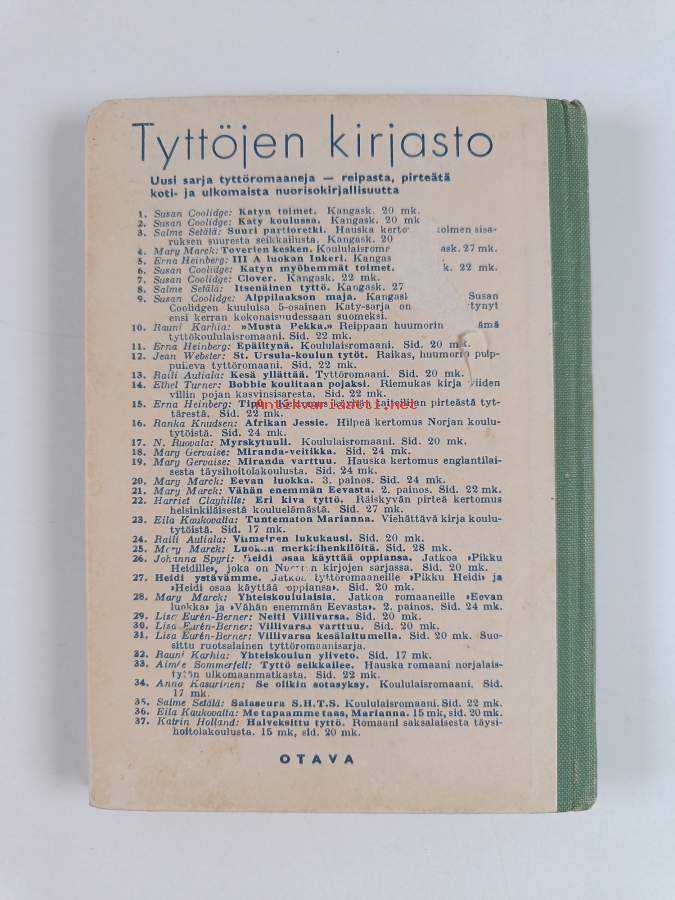 Tyttöjen kirjasto
Uusi sarja tyttöromaaneja — reipasta, pirteätä
koti- ja ulkomaista nuorisokirjallisuutta
1. Susan Coolidge: Katyn toimet. Kangask. 20 mk.
2. Susan Coolidge: Katy koulussa. Kangask. 20 mk
3. Salme Setälä: Suuri partioretki. Hauska kerto olmen sisa-
ruksen suuresta seikkailusta. Kangask. 20
4. Mary Marck: Toverien kesken. Koululaisroma ask. 27 mk.
5. Erna Heinberg: III A luokan Inkeri. Kangas
6. Susan Coolidge: Katyn myöhemmät toimet. k. 22 mk.
7. Susan Coolidge: Clover. Kangask. 22 mk.
8. Salme Setälä: Itsenäinen tyttö. Kangask. 27
9. Susan Coolidge: Alppilaakson maja. Kangasl Susan
Coolidgen kuuluisa 5-osainen Katy-sarja on tynyt
ensi kerran kokonaisuudessaan suomeksi.
10. Rauni Karhia: »Musta Pekka.» Reippaan huumorin ämä
tyttökoululaisromaani. Sid. 22 mk.
11. Erna Heinberg: Epäiltynä. Koululaisromaani. Sid. 20 mk.
12. Jean Webster: St. Ursula-koulun tytöt. Raikas, huumoria pulp-
puileva tyttöromaani. Sid. 22 mk.
13. Raili Autiala: Kesä yllättää. Tyttöromaani. Sid. 20 mk.
14. Ethel Turner: Bobbie koulitaan pojaksi. Riemukas kirja viiden
villin pojan kasvinsisaresta. Sid. 22 mk.
15. Erna Heinberg: Tipu. Kertomus pirteästä tyt-
tärestä. Sid. 22 mk.
Antikvariaatti.net
16. Ranka Knudsen: Afrikan Jessie. Hilpeä kertomus Norjan koulu-
tytöistä. Sid. 24 mk.
17. N. Ruovala: Myrskytuuli. Koululaisromaani. Sid. 20 mk.
18. Mary Gervaise: Miranda-veitikka. Sid. 24 mk.
19. Mary Gervaise: Miranda varttuu. Hauska kertomus englantilai-
sesta täysihoitolakoulusta. Sid. 24 mk.
20. Mary Marck: Eevan luokka. 3. painos. Sid. 24 mk.
21. Mary Marck: Vähän enemmän Eevasta. 2. painos. Sid. 22 mk.
22. Harriet Clayhills: Eri kiva tyttö. Räiskyvän pirteä kertomus
helsinkiläisestä kouluelämästä. Sid. 27 mk.
23. Eila Kaukovalta: Tuntematon Marianna. Viehättävä kirja koulu-
tytöistä. Sid. 17 mk.
24. Raili Autiala: Viimeinen lukukausi. Sid. 20 mk.
25. Mary Marck: Luokan merkkihenkilöitä. Sid. 28 mk.
26. Johanna Spyri: Heidi osaa käyttää oppiansa. Jatkoa »Pikku
Heidille», joka on Nuorten kirjojen sarjassa. Sid. 20 mk.
27. Heidi ystävämme. Jatkoa tyttöromaaneille »Pikku Heidi» ja
»Heidi osaa käyttää oppiansa». Sid. 20 mk.
28. Mary Marck: Yhteiskoululaisia. Jatkoa romaaneille »Eevan
luokka» ja »Vähän enemmän Eevasta». 2. painos. Sid. 24 mk.
29. Lisa Eurén-Berner: Neiti Villivarsa. Sid. 20 mk.
30. Lisa Eurén-Berner: Villivarsa varttuu. Sid. 20 mk.
31. Lisa Eurén-Berner: Villivarsa kesälaitumella. Sid. 20 mk. Suo-
sittu ruotsalainen tyttöromaanisarja.
32. Rauni Karhia: Yhteiskoulun yliveto. Sid. 17 mk.
33. Aimée Sommerfelt: Tyttö seikkailee. Hauska romaani norjalais-
tytön ulkomaanmatkasta. Sid. 22 mk.
34. Anna Kasurinen: Se olikin sotasyksy. Koululaisromaani. Sid.
17 mk.
35. Salme Setälä: Salaseura S.H.T.S. Koululaisromaani. Sid. 22 mk.
36. Eila Kaukovalta: Me tapaamme taas, Marianna. 15 mk, sid. 20 mk.
37. Katrin Holland: Halveksittu tyttö. Romaani saksalaisesta täysi-
hoitolakoulusta. 15 mk, sid. 20 mk.
OTAVA